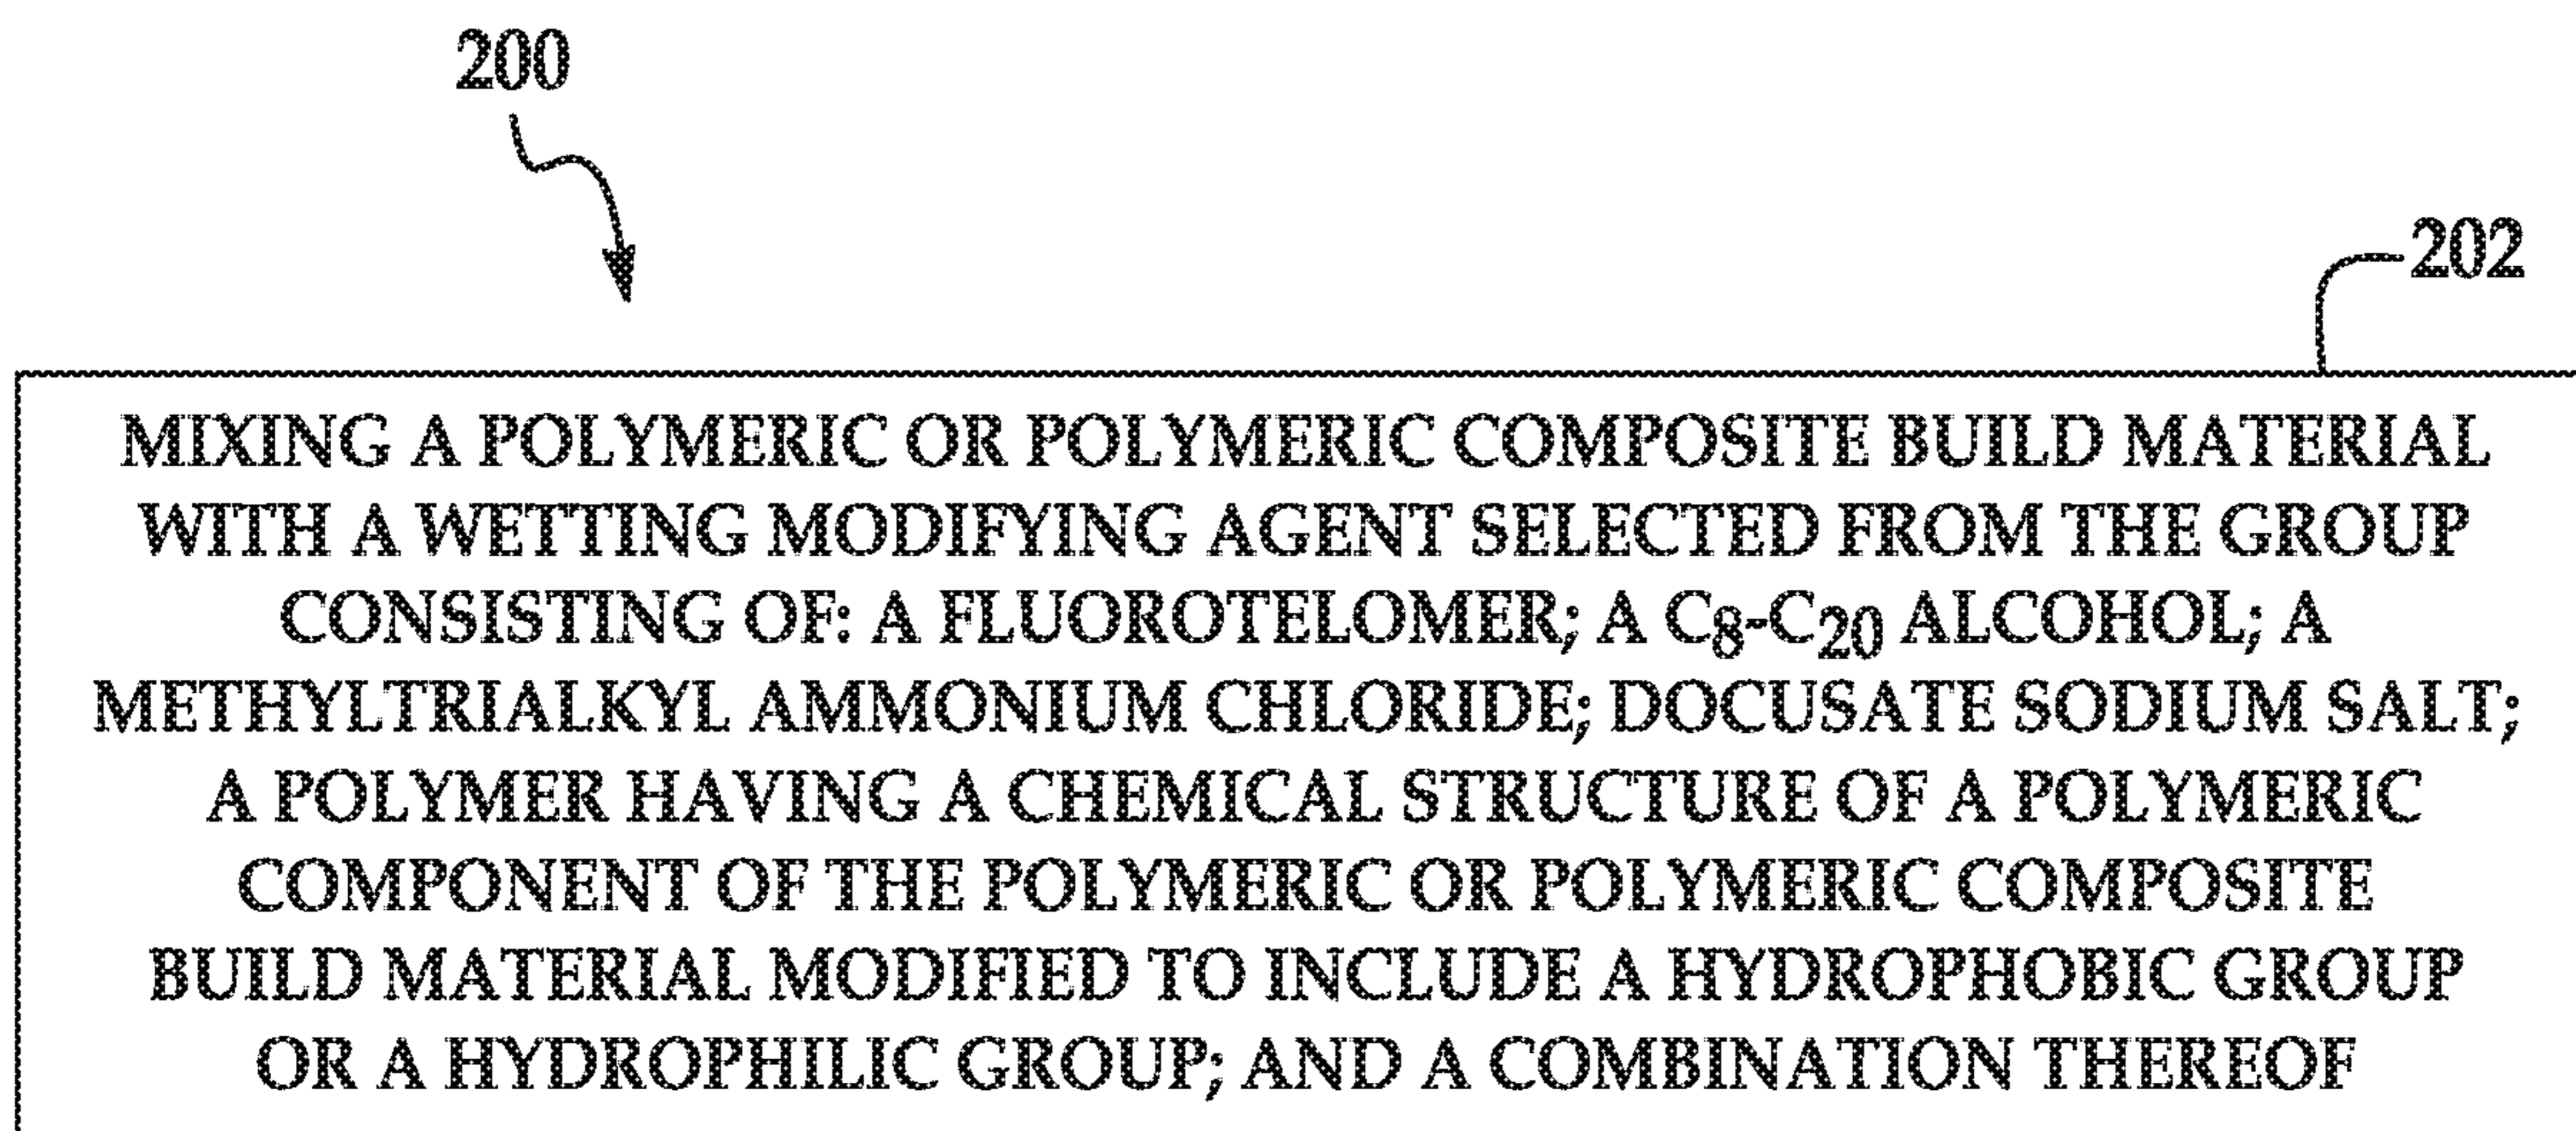 200
202
MIXING A POLYMERIC OR POLYMERIC COMPOSITE BUILD MATERIAL
WITH A WETTING MODIFYING AGENT SELECTED FROM THE GROUP
CONSISTING OF: A FLUOROTELOMER; A C8-C20 ALCOHOL; A
METHYLTRIALKYL AMMONIUM CHLORIDE; DOCUSATE SODIUM SALT;
A POLYMER HAVING A CHEMICAL STRUCTURE OF A POLYMERIC
COMPONENT OF THE POLYMERIC OR POLYMERIC COMPOSITE
BUILD MATERIAL MODIFIED TO INCLUDE A HYDROPHOBIC GROUP
OR A HYDROPHILIC GROUP; AND A COMBINATION THEREOF